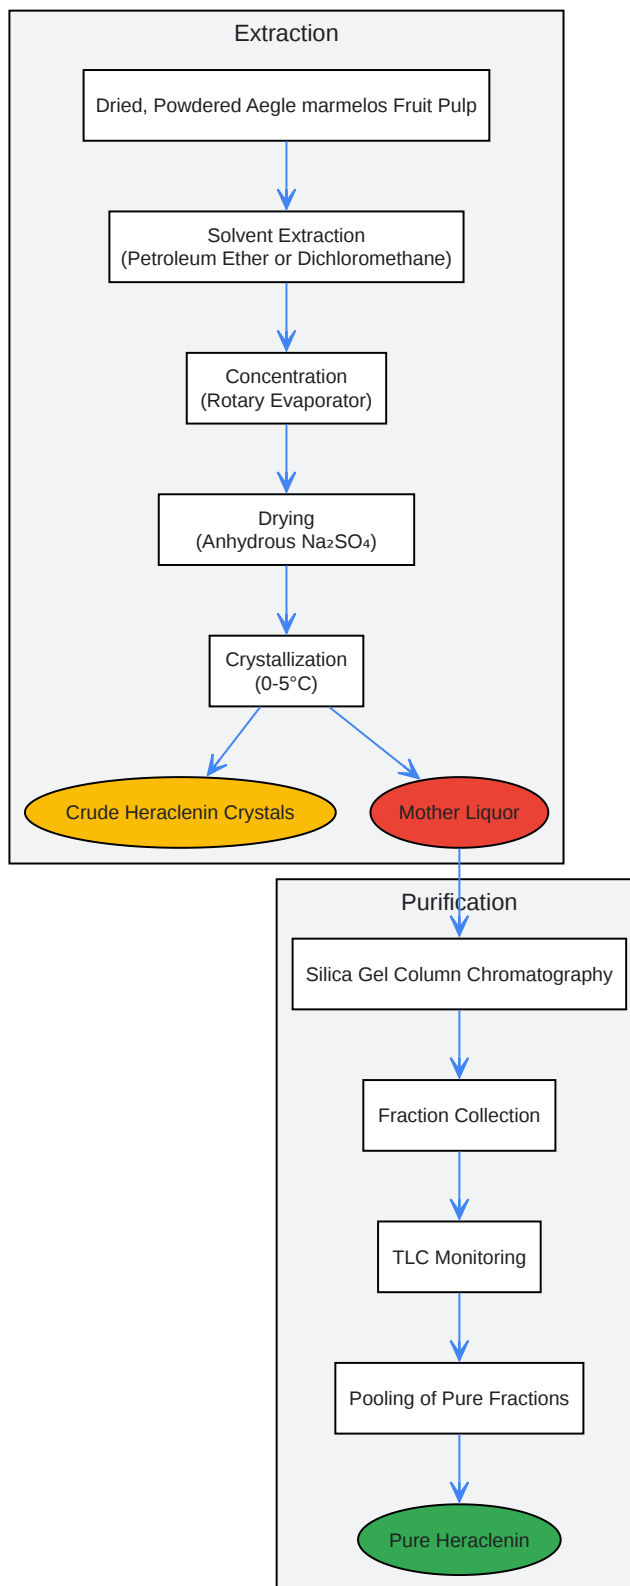 Extraction
Dried, Powdered Aegle marmelos Fruit Pulp
Solvent Extraction
(Petroleum Ether or Dichloromethane)
Concentration
(Rotary Evaporator)
Drying
(Anhydrous Na₂SO₄)
Crystallization
(0-5°C)
Crude Heraclenin Crystals
Mother Liquor
Purification
Silica Gel Column Chromatography
Fraction Collection
TLC Monitoring
Pooling of Pure Fractions
Pure Heraclenin